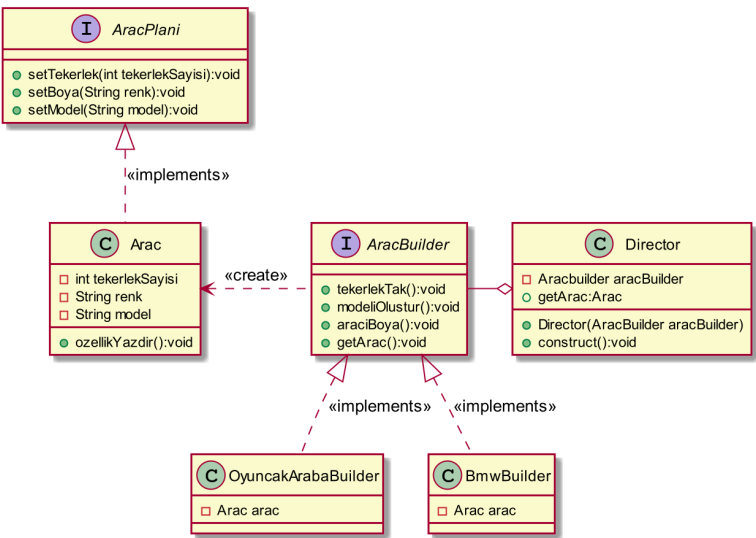 I AracPlani
setTekerlek(int tekerlekSayisi):void
setBoya(String renk):void
setModel(String model):void
«implements»
C Arac
int tekerlekSayisi
String renk
String model
ozellikYazdir():void
«create»
I AracBuilder
tekerlekTak():void
modeliOlustur():void
araciBoya():void
getArac():void
C Director
Aracbuilder aracBuilder
getArac:Arac
Director(AracBuilder aracBuilder)
construct():void
«implements»
«implements»
C OyuncakArabaBuilder
Arac arac
C BmwBuilder
Arac arac